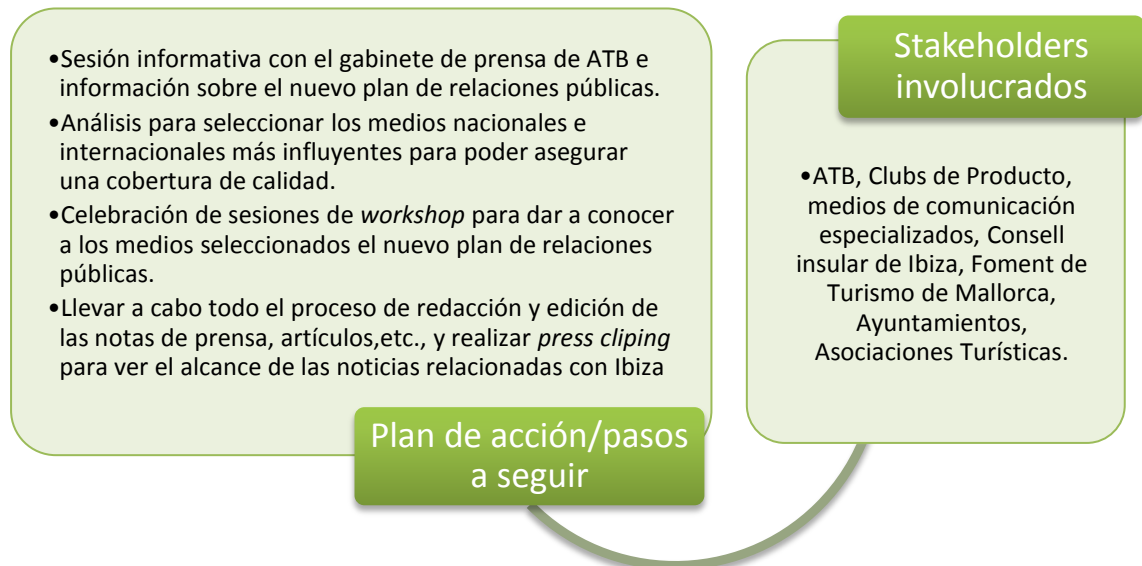 •Sesión informativa con el gabinete de prensa de ATB e
información sobre el nuevo plan de relaciones públicas.
•Análisis para seleccionar los medios nacionales e
internacionales más influyentes para poder asegurar
una cobertura de calidad.
•Celebración de sesiones de workshop para dar a conocer
a los medios seleccionados el nuevo plan de relaciones
públicas.
•Llevar a cabo todo el proceso de redacción y edición de
las notas de prensa, artículos,etc., y realizar press cliping
para ver el alcance de las noticias relacionadas con Ibiza
Plan de acción/pasos
a seguir
Stakeholders
involucrados
•ATB, Clubs de Producto,
medios de comunicación
especializados, Consell
insular de Ibiza, Foment de
Turismo de Mallorca,
Ayuntamientos,
Asociaciones Turísticas.